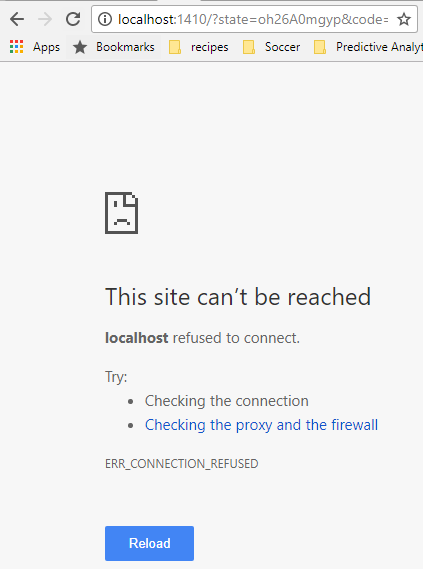 localhost:1410/?state=oh26A0mgyp&code=
Apps Bookmarks recipes Soccer Predictive Analyt
This site can't be reached
localhost refused to connect.
Try:
Checking the connection
Checking the proxy and the firewall
ERR_CONNECTION_REFUSED
Reload